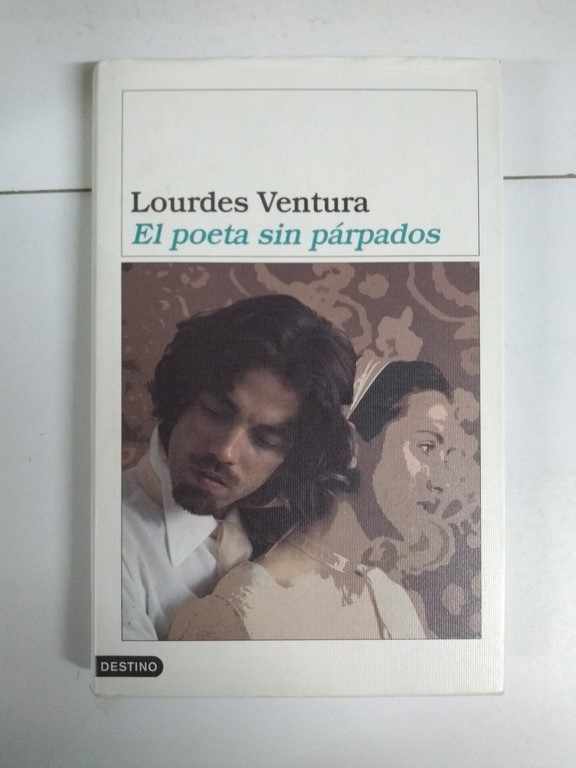 Lourdes Ventura
El poeta sin párpados
DESTINO